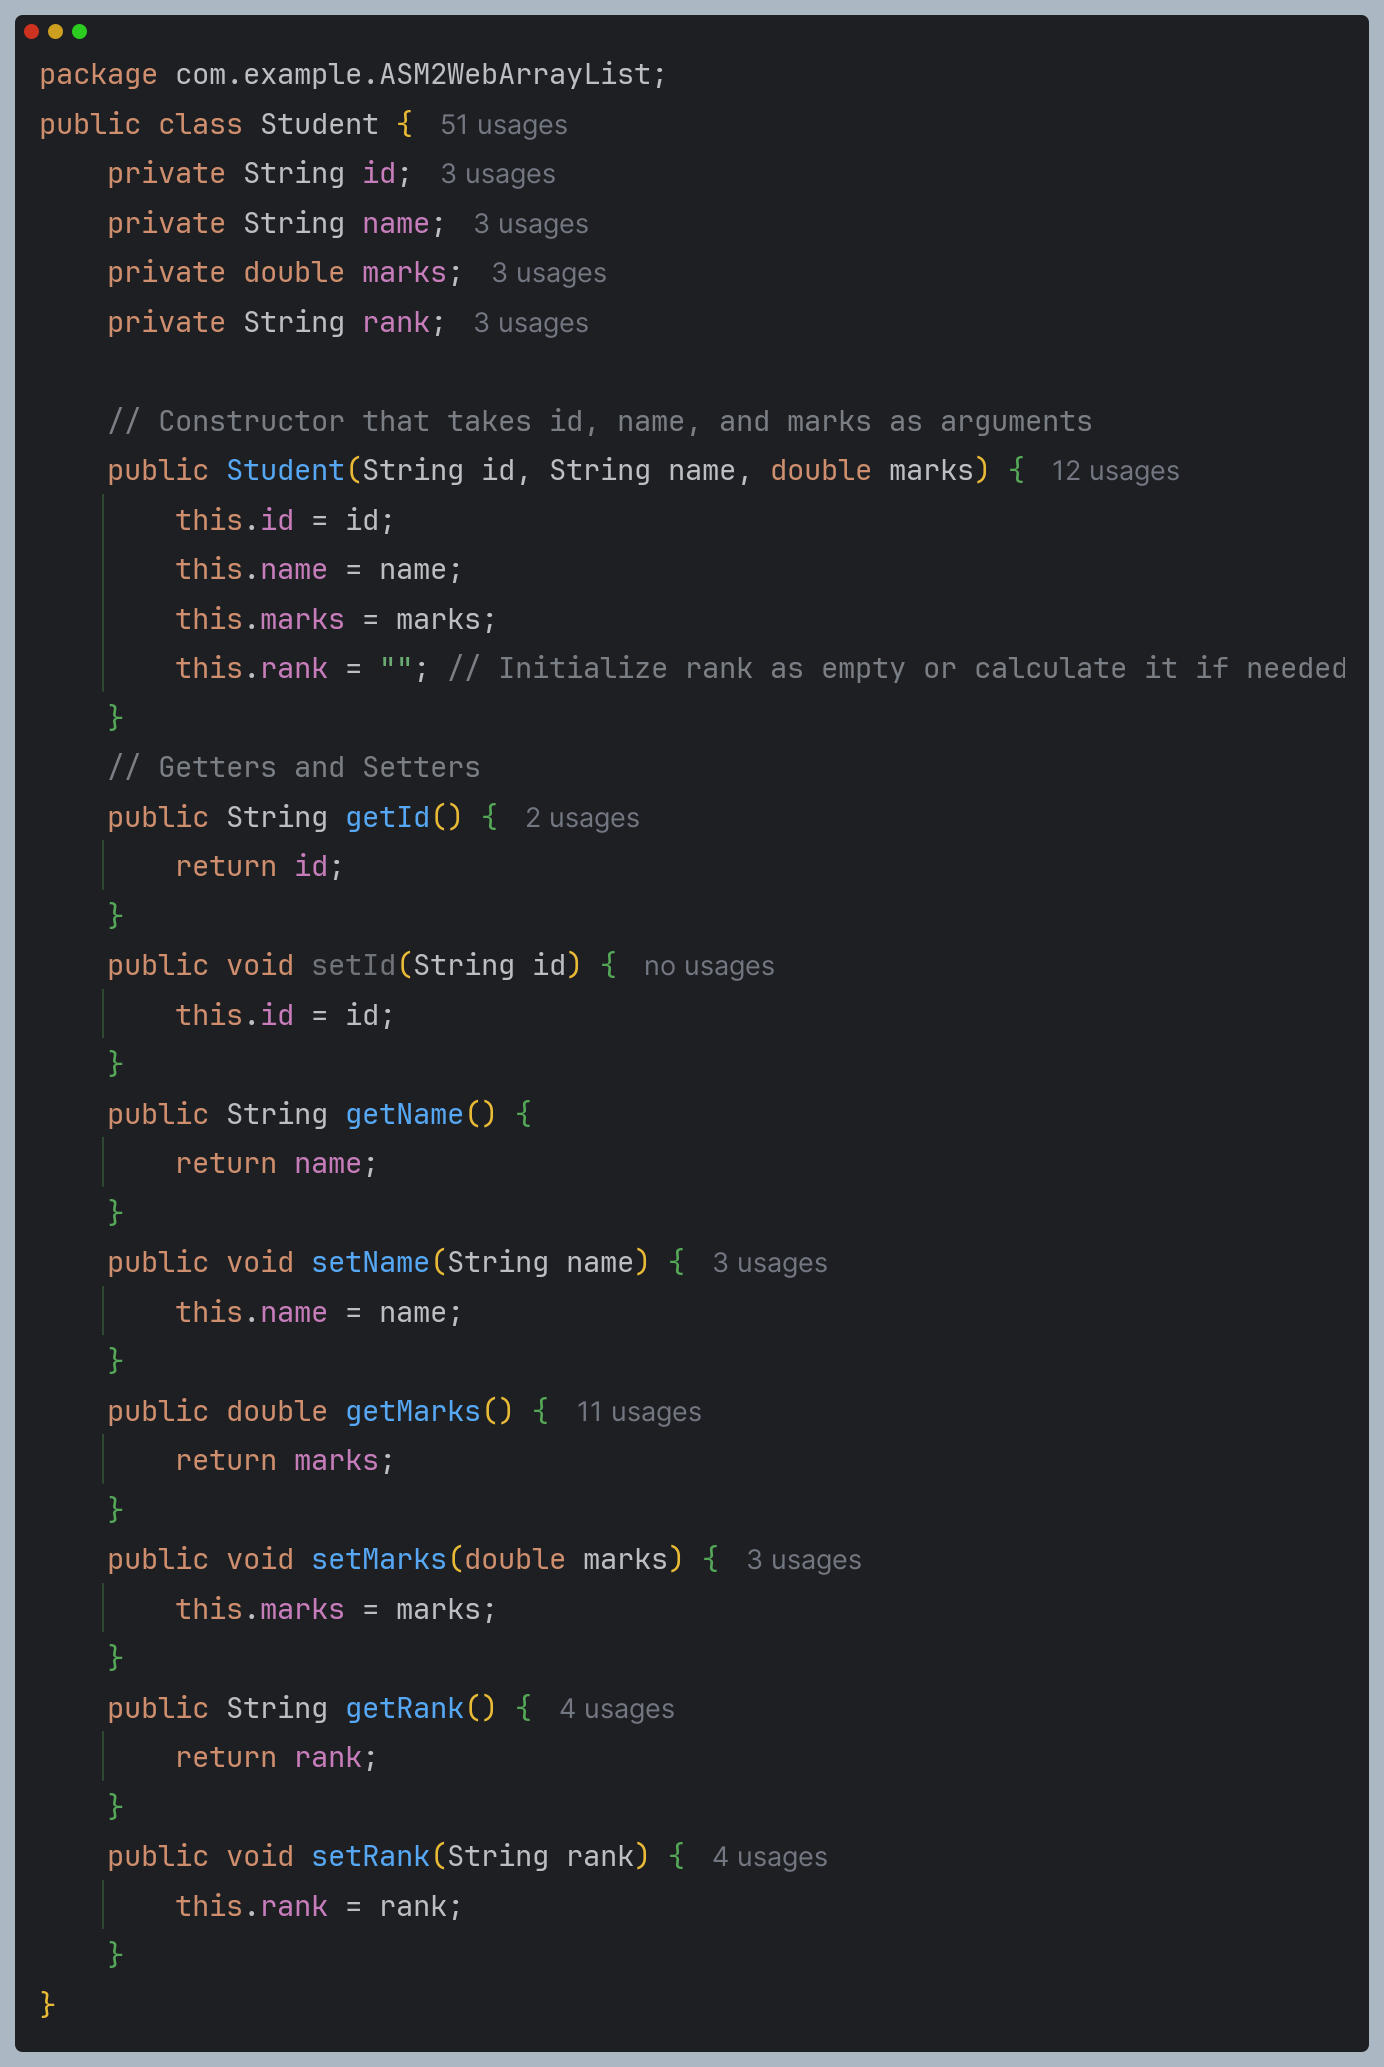 package com.example.ASM2WebArrayList;
public class Student { 51 usages
    private String id; 3 usages
    private String name; 3 usages
    private double marks; 3 usages
    private String rank; 3 usages

    // Constructor that takes id, name, and marks as arguments
    public Student(String id, String name, double marks) { 12 usages
        this.id = id;
        this.name = name;
        this.marks = marks;
        this.rank = ""; // Initialize rank as empty or calculate it if needed
    }
    // Getters and Setters
    public String getId() { 2 usages
        return id;
    }
    public void setId(String id) { no usages
        this.id = id;
    }
    public String getName() {
        return name;
    }
    public void setName(String name) { 3 usages
        this.name = name;
    }
    public double getMarks() { 11 usages
        return marks;
    }
    public void setMarks(double marks) { 3 usages
        this.marks = marks;
    }
    public String getRank() { 4 usages
        return rank;
    }
    public void setRank(String rank) { 4 usages
        this.rank = rank;
    }
}